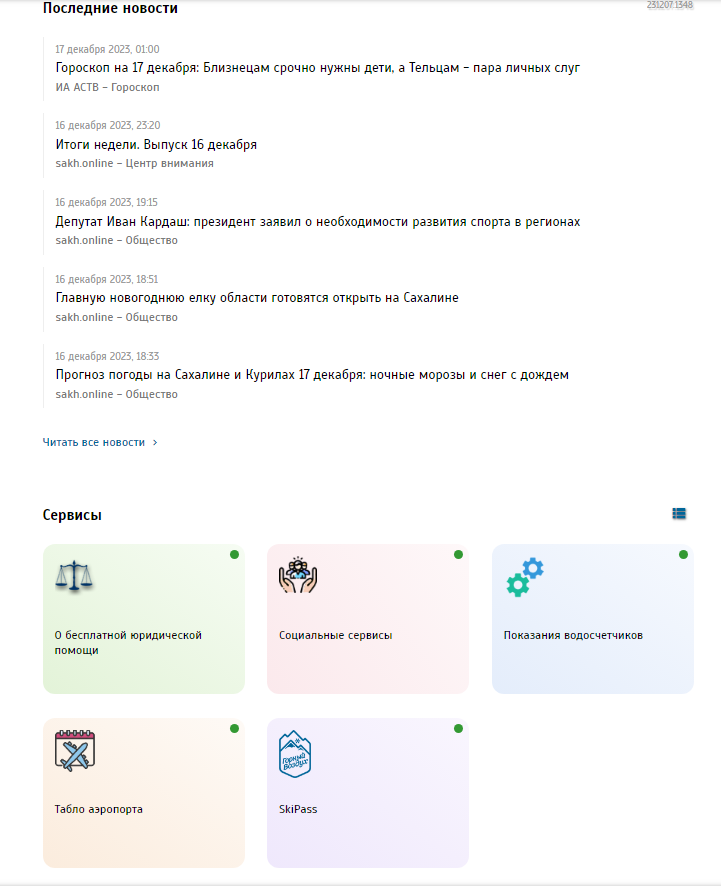 Последние новости
231207.1348
17 декабря 2023, 01:00
Гороскоп на 17 декабря: Близнецам срочно нужны дети, а Тельцам – пара личных слуг
ИА АСТВ – Гороскоп
16 декабря 2023, 23:20
Итоги недели. Выпуск 16 декабря
sakh.online – Центр внимания
16 декабря 2023, 19:15
Депутат Иван Кардаш: президент заявил о необходимости развития спорта в регионах
sakh.online – Общество
16 декабря 2023, 18:51
Главную новогоднюю елку области готовятся открыть на Сахалине
sakh.online – Общество
16 декабря 2023, 18:33
Прогноз погоды на Сахалине и Курилах 17 декабря: ночные морозы и снег с дождем
sakh.online – Общество
Читать все новости ›
Сервисы
О бесплатной юридической
помощи
Социальные сервисы
Показания водосчетчиков
Табло аэропорта
Горный
Воздух
SkiPass